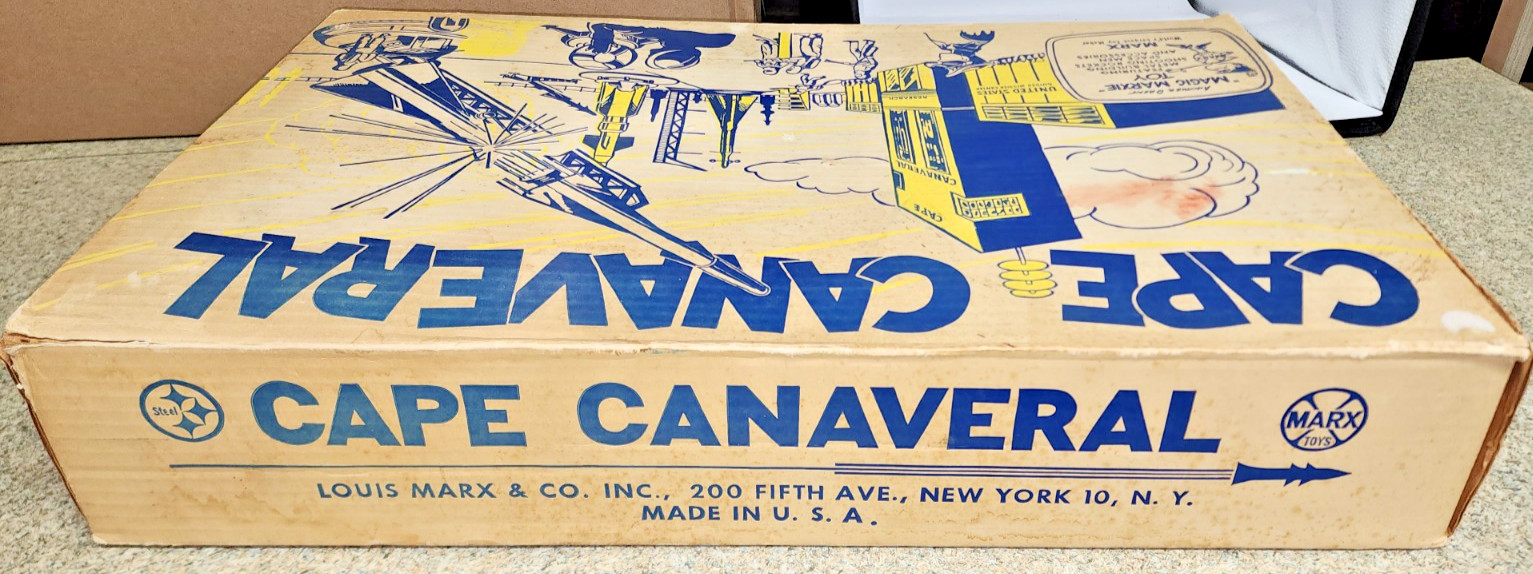 CAPE CANAVERAL
CAPE
CANAVERAL
RESEARCH
UNITED STATES
MAGIC
MARXIE
TOY
MARX
Steel
CAPE CANAVERAL
MARX
TOYS
LOUIS MARX & CO. INC., 200 FIFTH AVE., NEW YORK 10, N. Y.
MADE IN U. S. A.